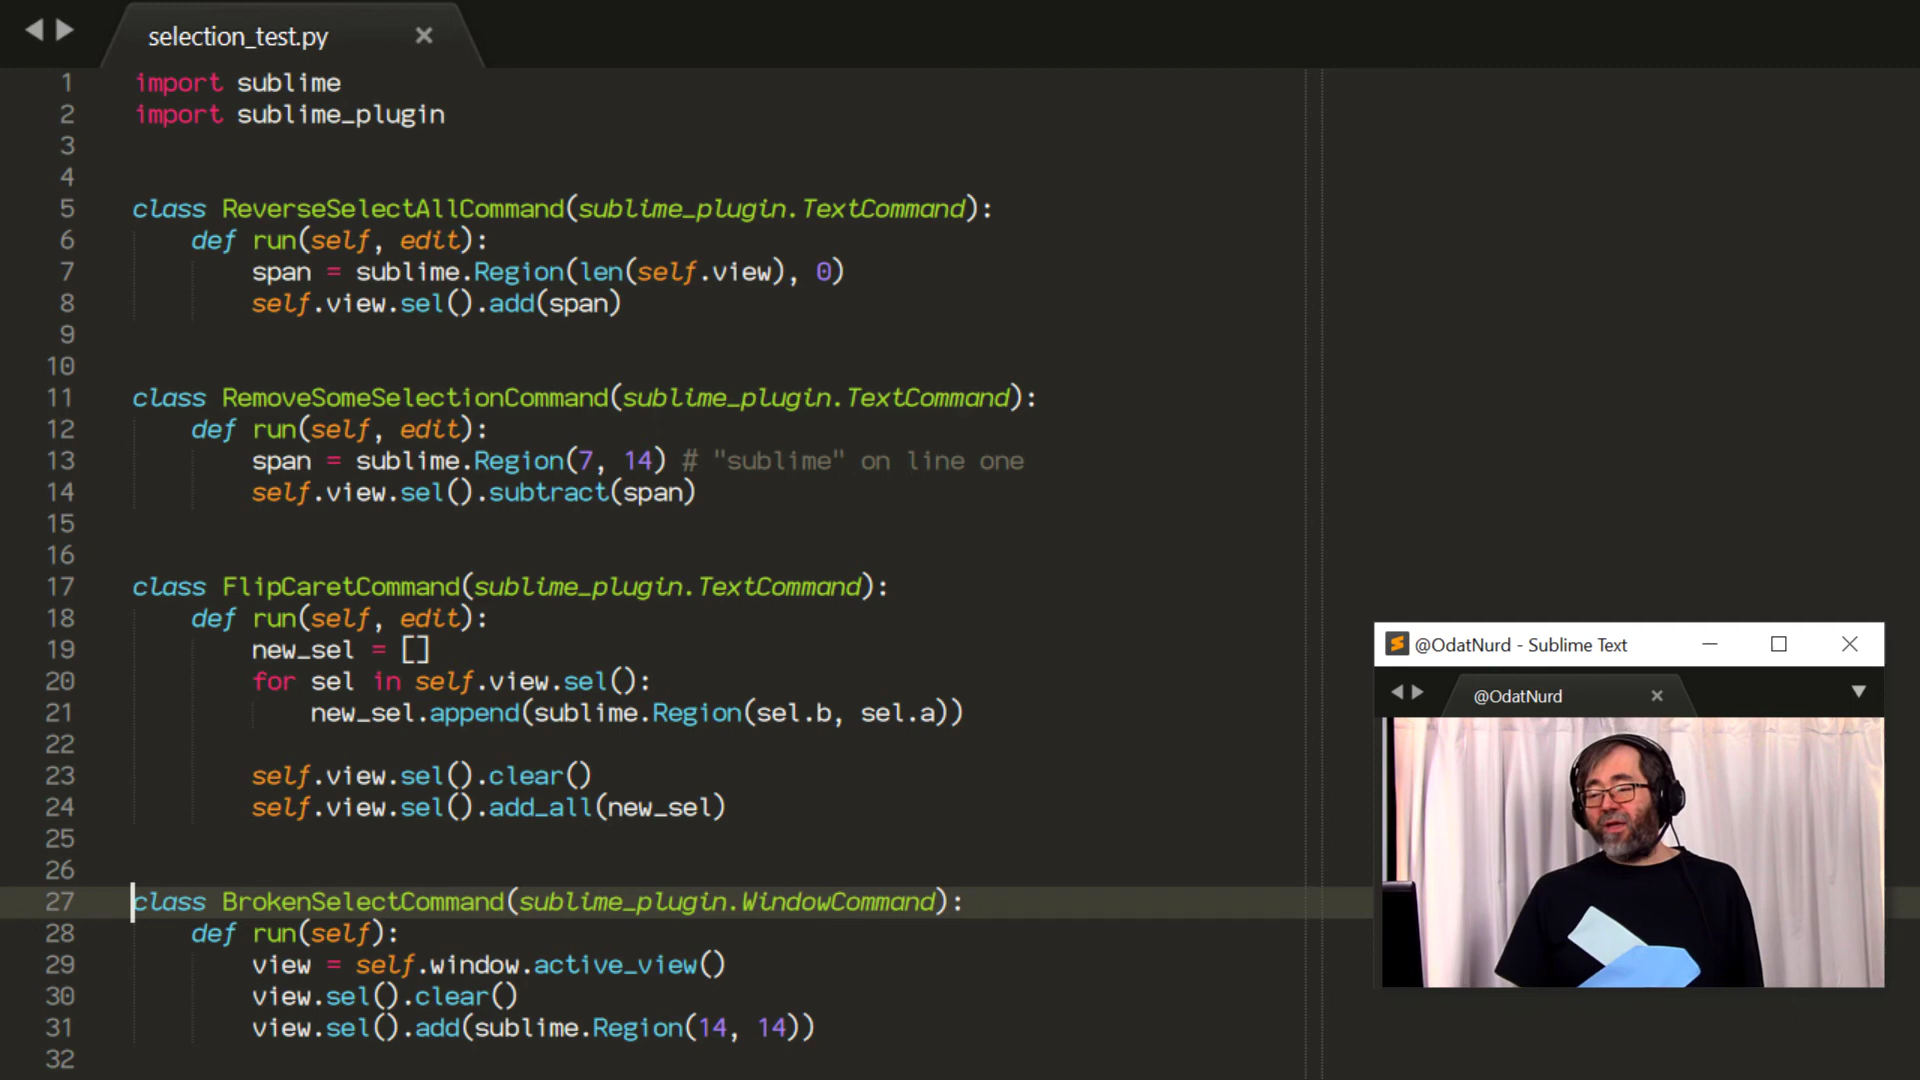 selection_test.py
1 import sublime
2 import sublime_plugin
3
4
5 class ReverseSelectAllCommand(sublime_plugin.TextCommand):
6     def run(self, edit):
7         span = sublime.Region(len(self.view), 0)
8         self.view.sel().add(span)
9
10
11 class RemoveSomeSelectionCommand(sublime_plugin.TextCommand):
12     def run(self, edit):
13         span = sublime.Region(7, 14) # "sublime" on line one
14         self.view.sel().subtract(span)
15
16
17 class FlipCaretCommand(sublime_plugin.TextCommand):
18     def run(self, edit):
19         new_sel = []
20         for sel in self.view.sel():
21             new_sel.append(sublime.Region(sel.b, sel.a))
22
23         self.view.sel().clear()
24         self.view.sel().add_all(new_sel)
25
26
27 class BrokenSelectCommand(sublime_plugin.WindowCommand):
28     def run(self):
29         view = self.window.active_view()
30         view.sel().clear()
31         view.sel().add(sublime.Region(14, 14))
32
@OdatNurd - Sublime Text
@OdatNurd